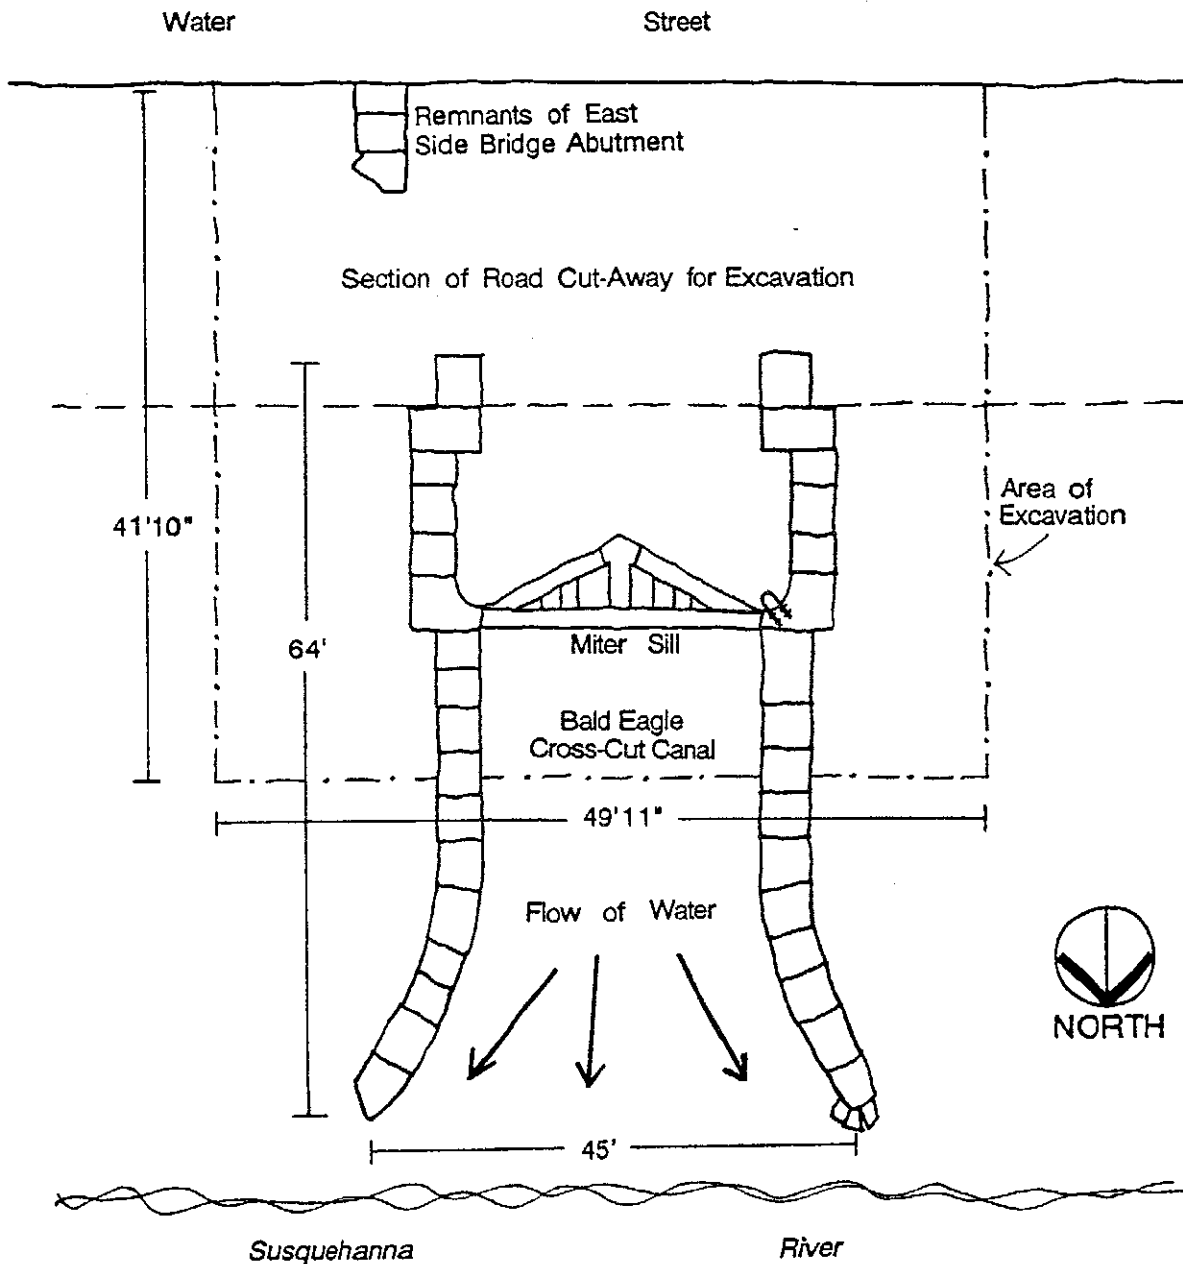 Water Street
Remnants of East
Side Bridge Abutment
Section of Road Cut-Away for Excavation
Area of
Excavation
41'10"
64'
Miter Sill
Bald Eagle
Cross-Cut Canal
49'11"
Flow of Water
NORTH
45'
Susquehanna River